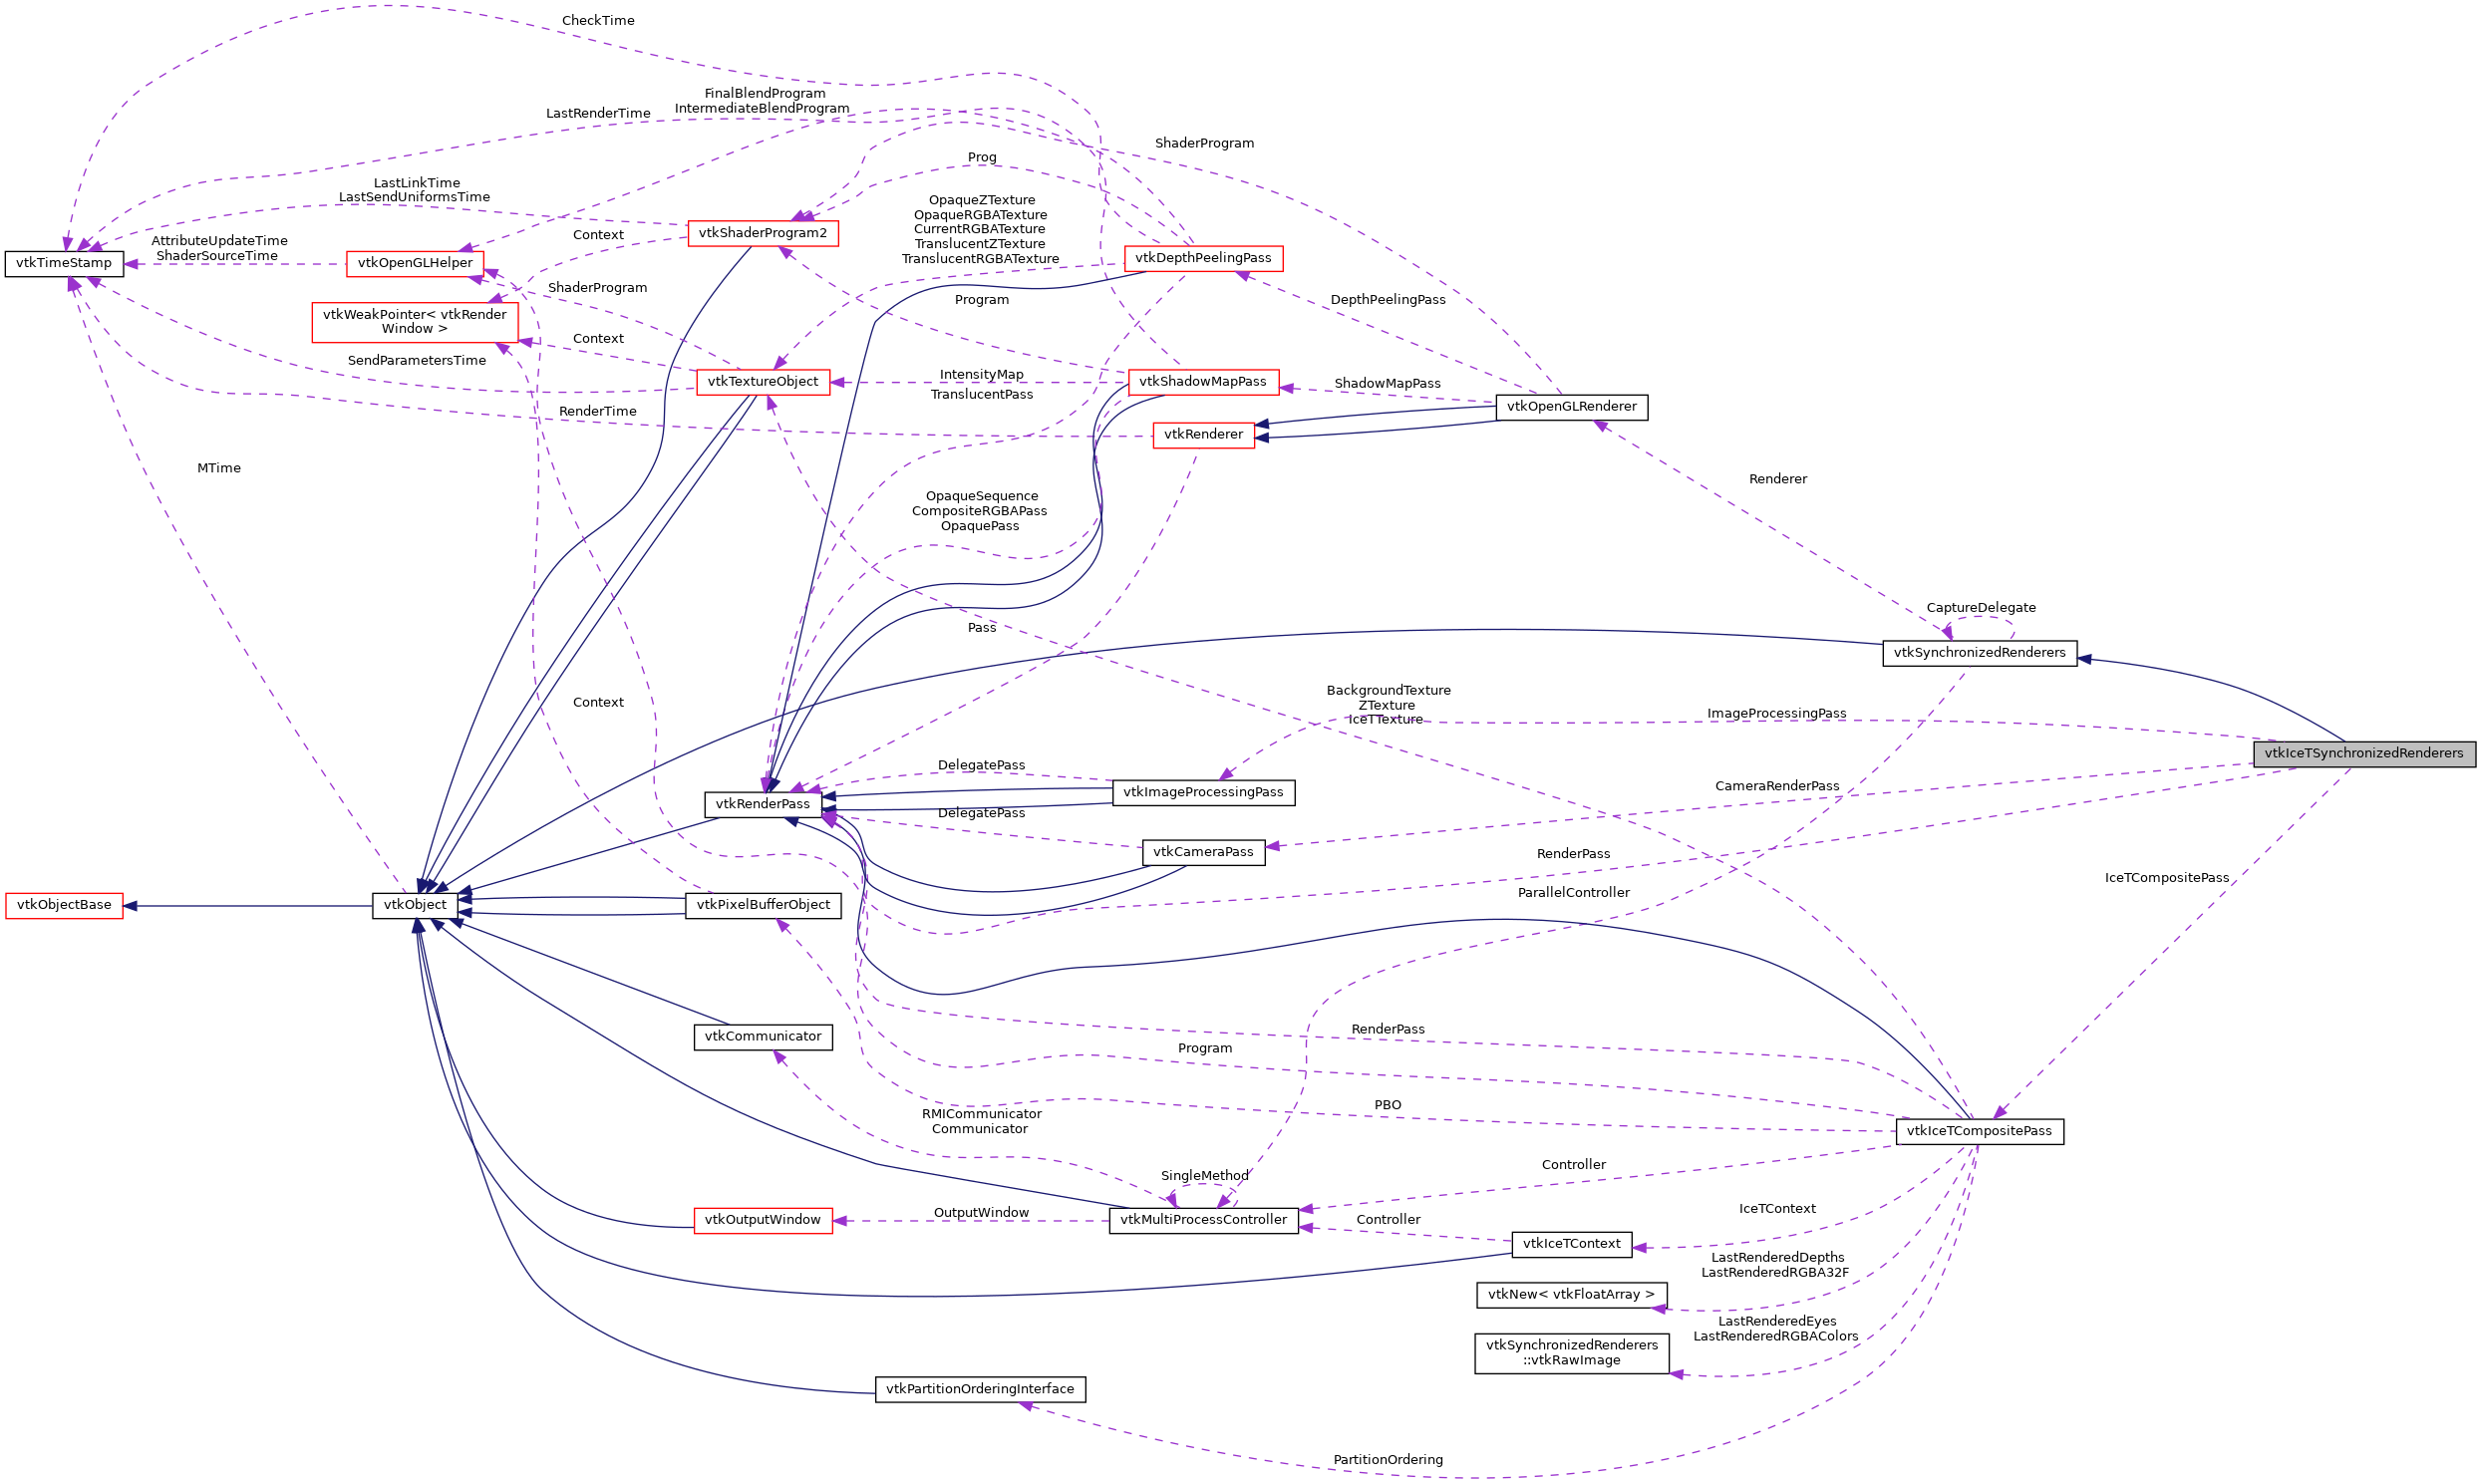 CheckTime
FinalBlendProgram
IntermediateBlendProgram
LastRenderTime
ShaderProgram
Prog
LastLinkTime
LastSendUniformsTime
OpaqueZTexture
OpaqueRGBATexture
CurrentRGBATexture
TranslucentZTexture
TranslucentRGBATexture
vtkShaderProgram2
Context
AttributeUpdateTime
ShaderSourceTime
vtkTimeStamp
vtkOpenGLHelper
vtkDepthPeelingPass
ShaderProgram
Program
DepthPeelingPass
vtkWeakPointer< vtkRender
Window >
Context
SendParametersTime
vtkTextureObject
IntensityMap
vtkShadowMapPass
ShadowMapPass
TranslucentPass
vtkOpenGLRenderer
RenderTime
vtkRenderer
MTime
Renderer
OpaqueSequence
CompositeRGBAPass
OpaquePass
CaptureDelegate
Pass
vtkSynchronizedRenderers
Context
BackgroundTexture
ZTexture
IceTTexture
ImageProcessingPass
vtkIceTSynchronizedRenderers
DelegatePass
CameraRenderPass
vtkRenderPass
vtkImageProcessingPass
DelegatePass
vtkCameraPass
RenderPass
IceTCompositePass
ParallelController
vtkObjectBase
vtkObject
vtkPixelBufferObject
vtkCommunicator
RenderPass
Program
PBO
RMICommunicator
Communicator
vtkIceTCompositePass
Controller
SingleMethod
IceTContext
OutputWindow
vtkOutputWindow
vtkMultiProcessController
Controller
vtkIceTContext
LastRenderedDepths
LastRenderedRGBA32F
vtkNew< vtkFloatArray >
LastRenderedEyes
LastRenderedRGBAColors
vtkSynchronizedRenderers
::vtkRawImage
vtkPartitionOrderingInterface
PartitionOrdering